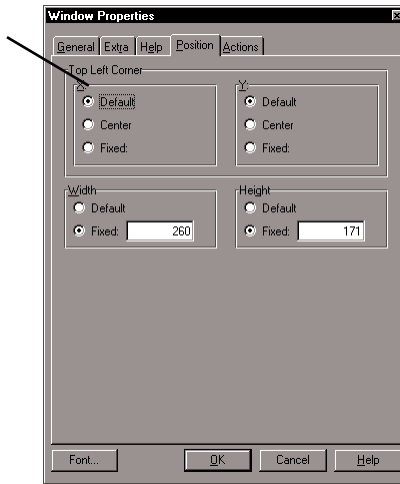 Window Properties
General Extra Help Position Actions
Top Left Corner
X: Y:
Default Default
Center Center
Fixed: Fixed:
Width Height
Default Default
Fixed: 260 Fixed: 171
Font... OK Cancel Help